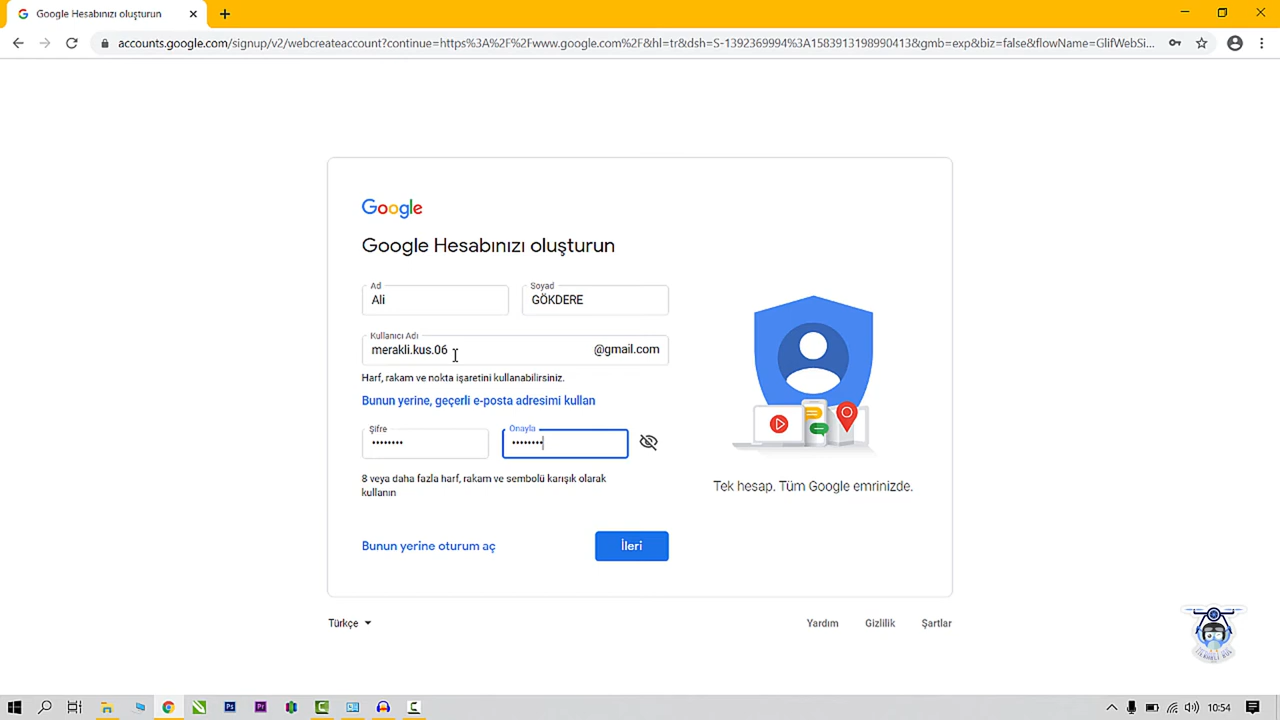 Google Hesabınızı oluşturun
accounts.google.com/signup/v2/webcreateaccount?continue=https%3A%2F%2Fwww.google.com%2F&hl=tr&dsh=S-1392369994%3A1583913198990413&gmb=exp&biz=false&flowName=GlifWebSi...
Google
Google Hesabınızı oluşturun
Ad
Soyad
Ali
GÖKDERE
Kullanıcı Adı
merakli.kus.06
@gmail.com
Harf, rakam ve nokta işaretini kullanabilirsiniz.
Bunun yerine, geçerli e-posta adresimi kullan
Şifre
Onayla
••••••••
••••••••
8 veya daha fazla harf, rakam ve sembolü karışık olarak
kullanın
Tek hesap. Tüm Google emrinizde.
Bunun yerine oturum aç
İleri
Türkçe
Yardım
Gizlilik
Şartlar
Ps
Pr
10:54